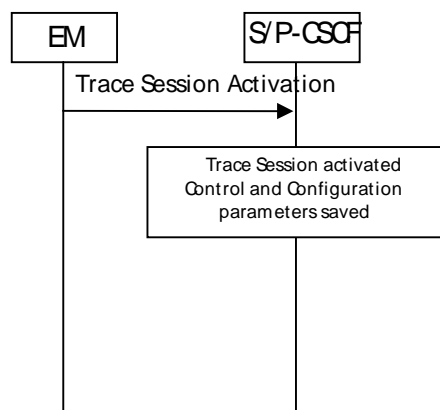 EM
S/P-CSCF
Trace Session Activation
Trace Session activated
Control and Configuration
parameters saved